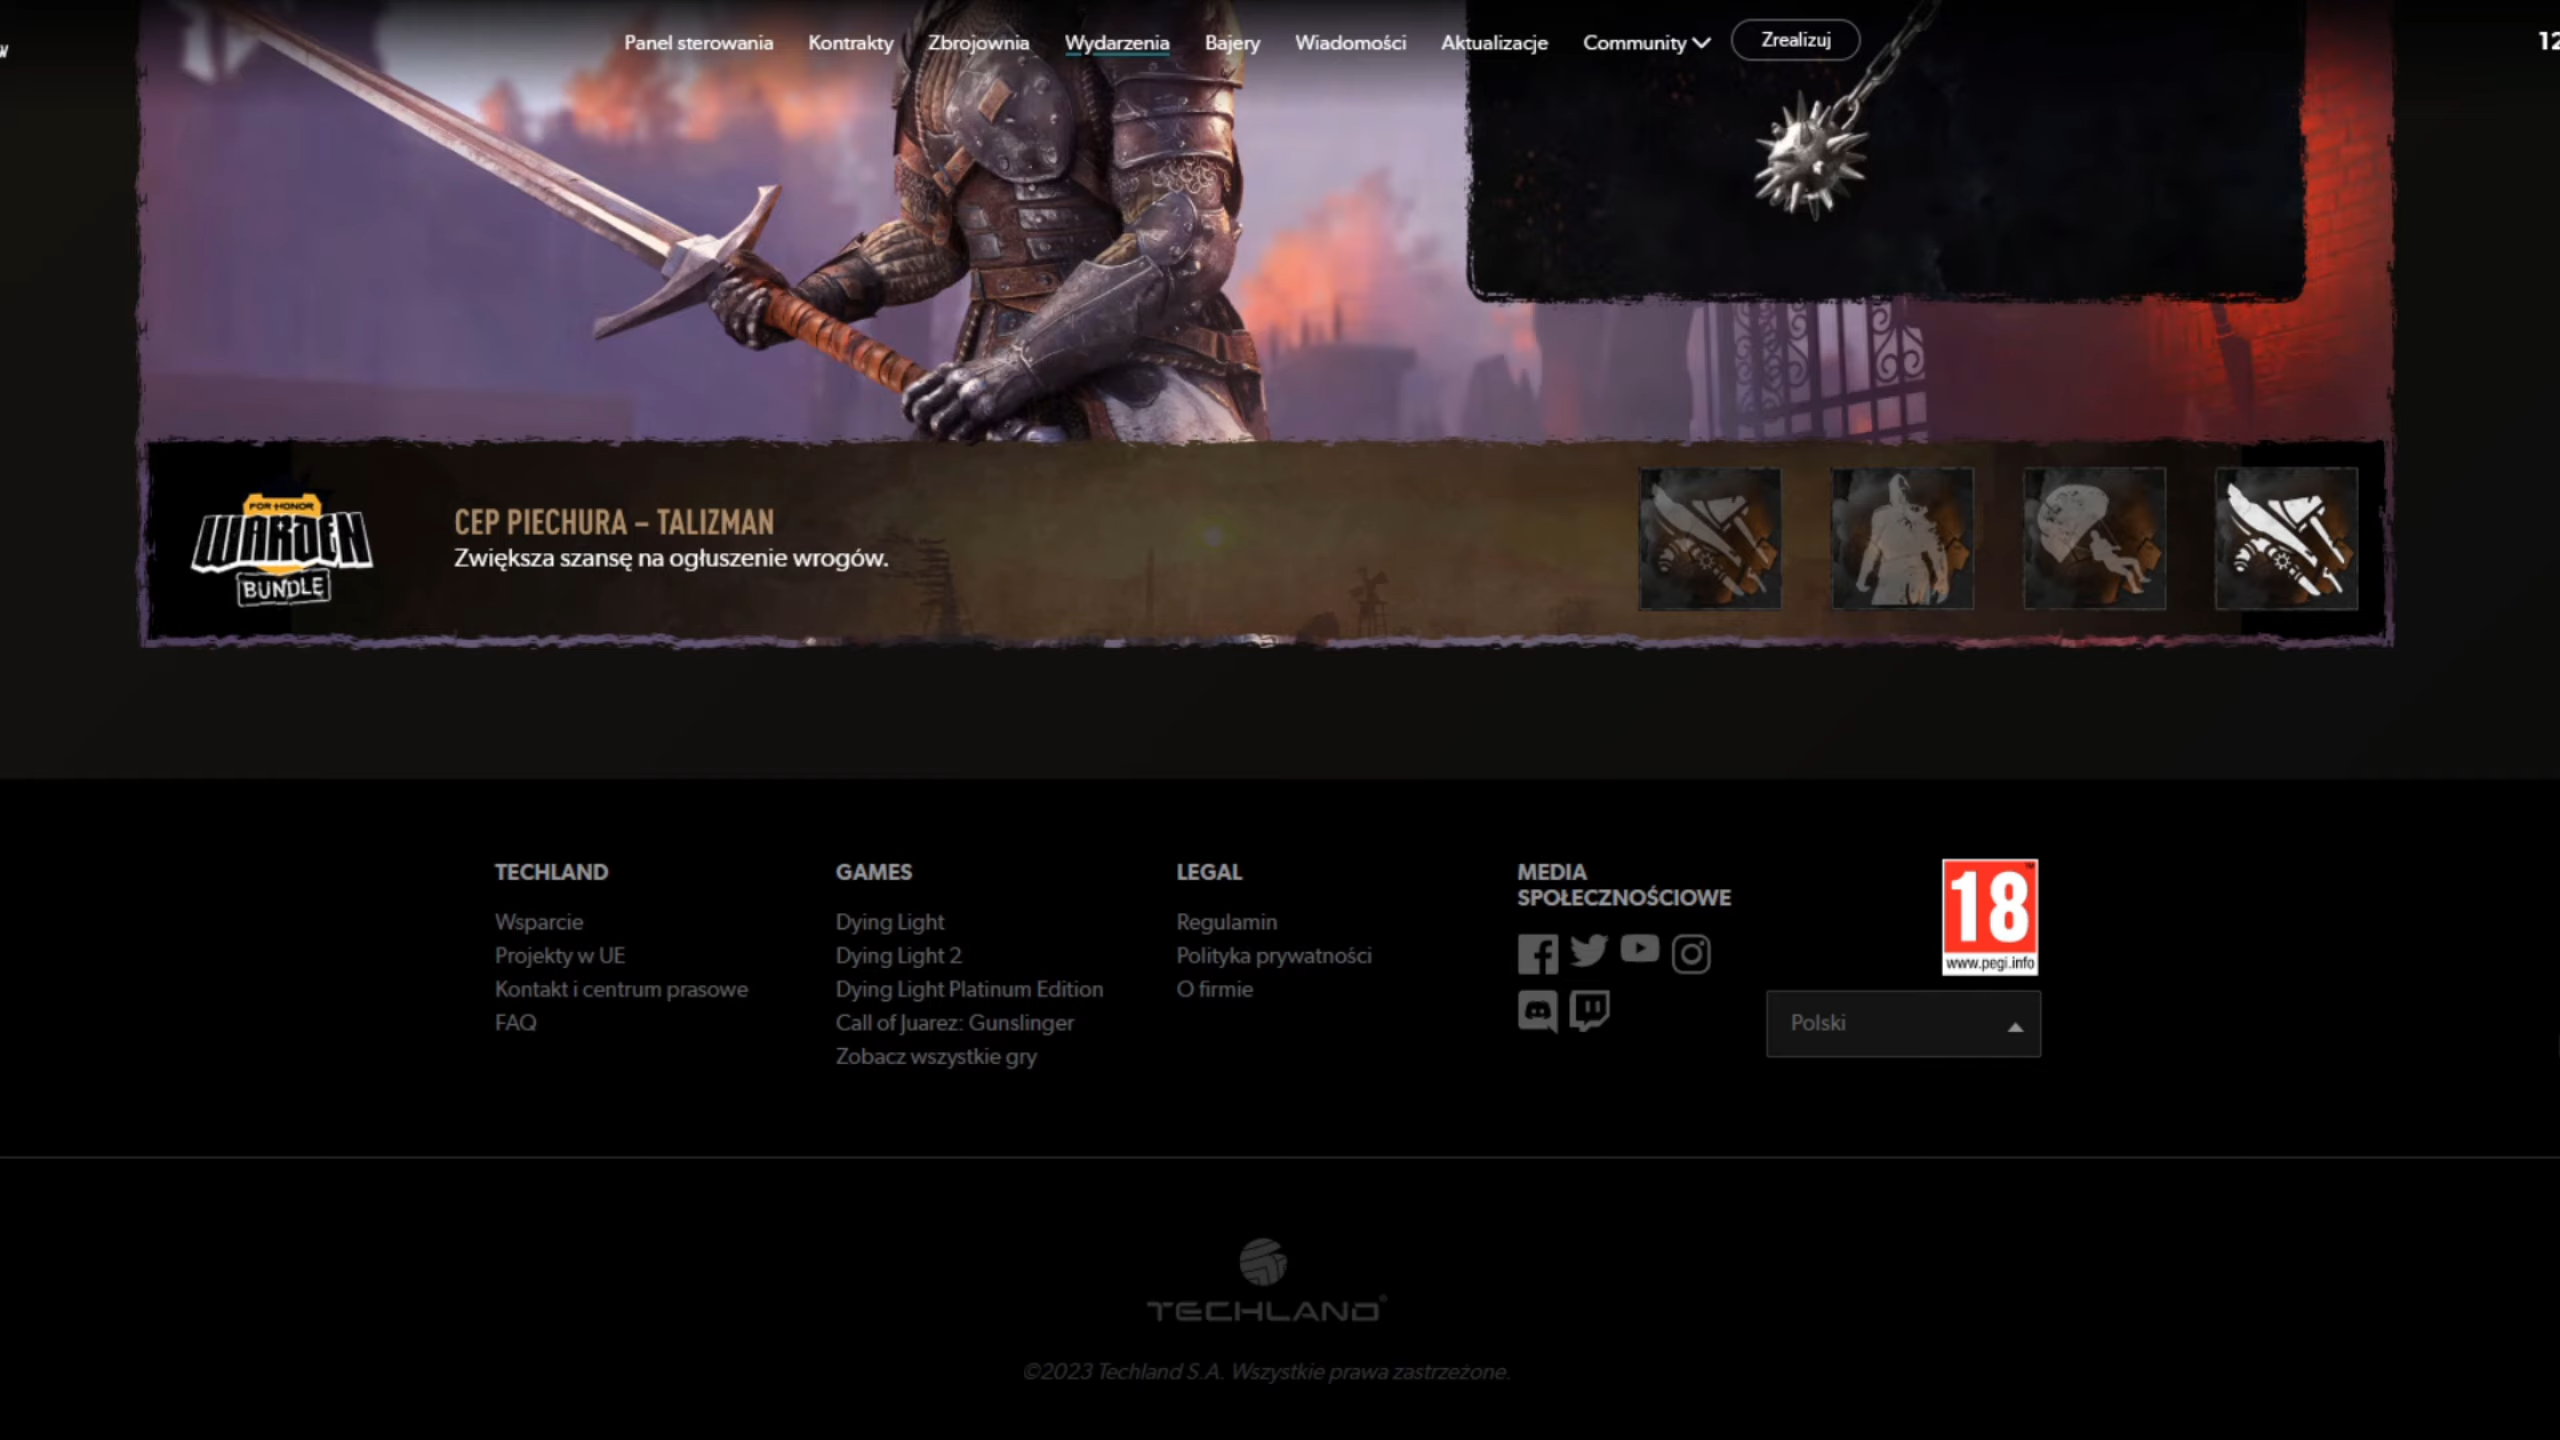 Panel sterowania Kontrakty Zbrojownia Wydarzenia Bajery Wiadomości Aktualizacje Community Zrealizuj
FOR HONOR
WARDEN
BUNDLE
CEP PIECHURA – TALIZMAN
Zwiększa szansę na ogłuszenie wrogów.
TECHLAND
Wsparcie
Projekty w UE
Kontakt i centrum prasowe
FAQ
GAMES
Dying Light
Dying Light 2
Dying Light Platinum Edition
Call of Juarez: Gunslinger
Zobacz wszystkie gry
LEGAL
Regulamin
Polityka prywatności
O firmie
MEDIA
SPOŁECZNOŚCIOWE
18
www.pegi.info
Polski
TECHLAND®
©2023 Techland S.A. Wszystkie prawa zastrzeżone.